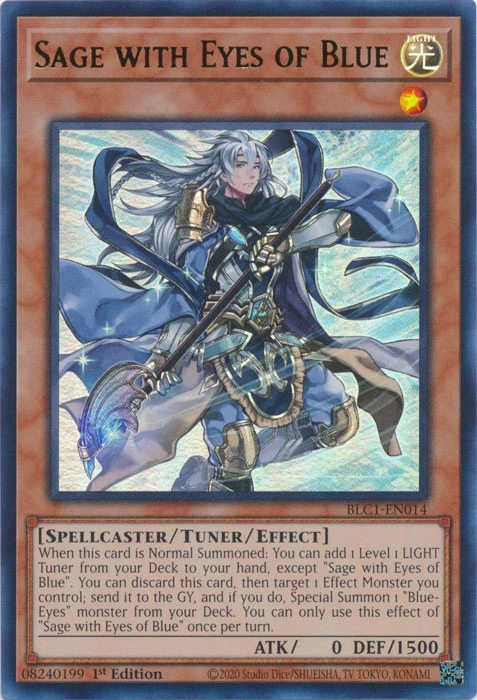 SAGE WITH EYES OF BLUE
LIGHT
光
BLC1-EN014
[SPELLCASTER/TUNER/EFFECT]
When this card is Normal Summoned: You can add 1 Level 1 LIGHT
Tuner from your Deck to your hand, except "Sage with Eyes of
Blue". You can discard this card, then target 1 Effect Monster you
control; send it to the GY, and if you do, Special Summon 1 "Blue-
Eyes" monster from your Deck. You can only use this effect of
"Sage with Eyes of Blue" once per turn.
ATK/ 0 DEF/1500
08240199 1st Edition ©2020 Studio Dice/SHUEISHA, TV TOKYO, KONAMI